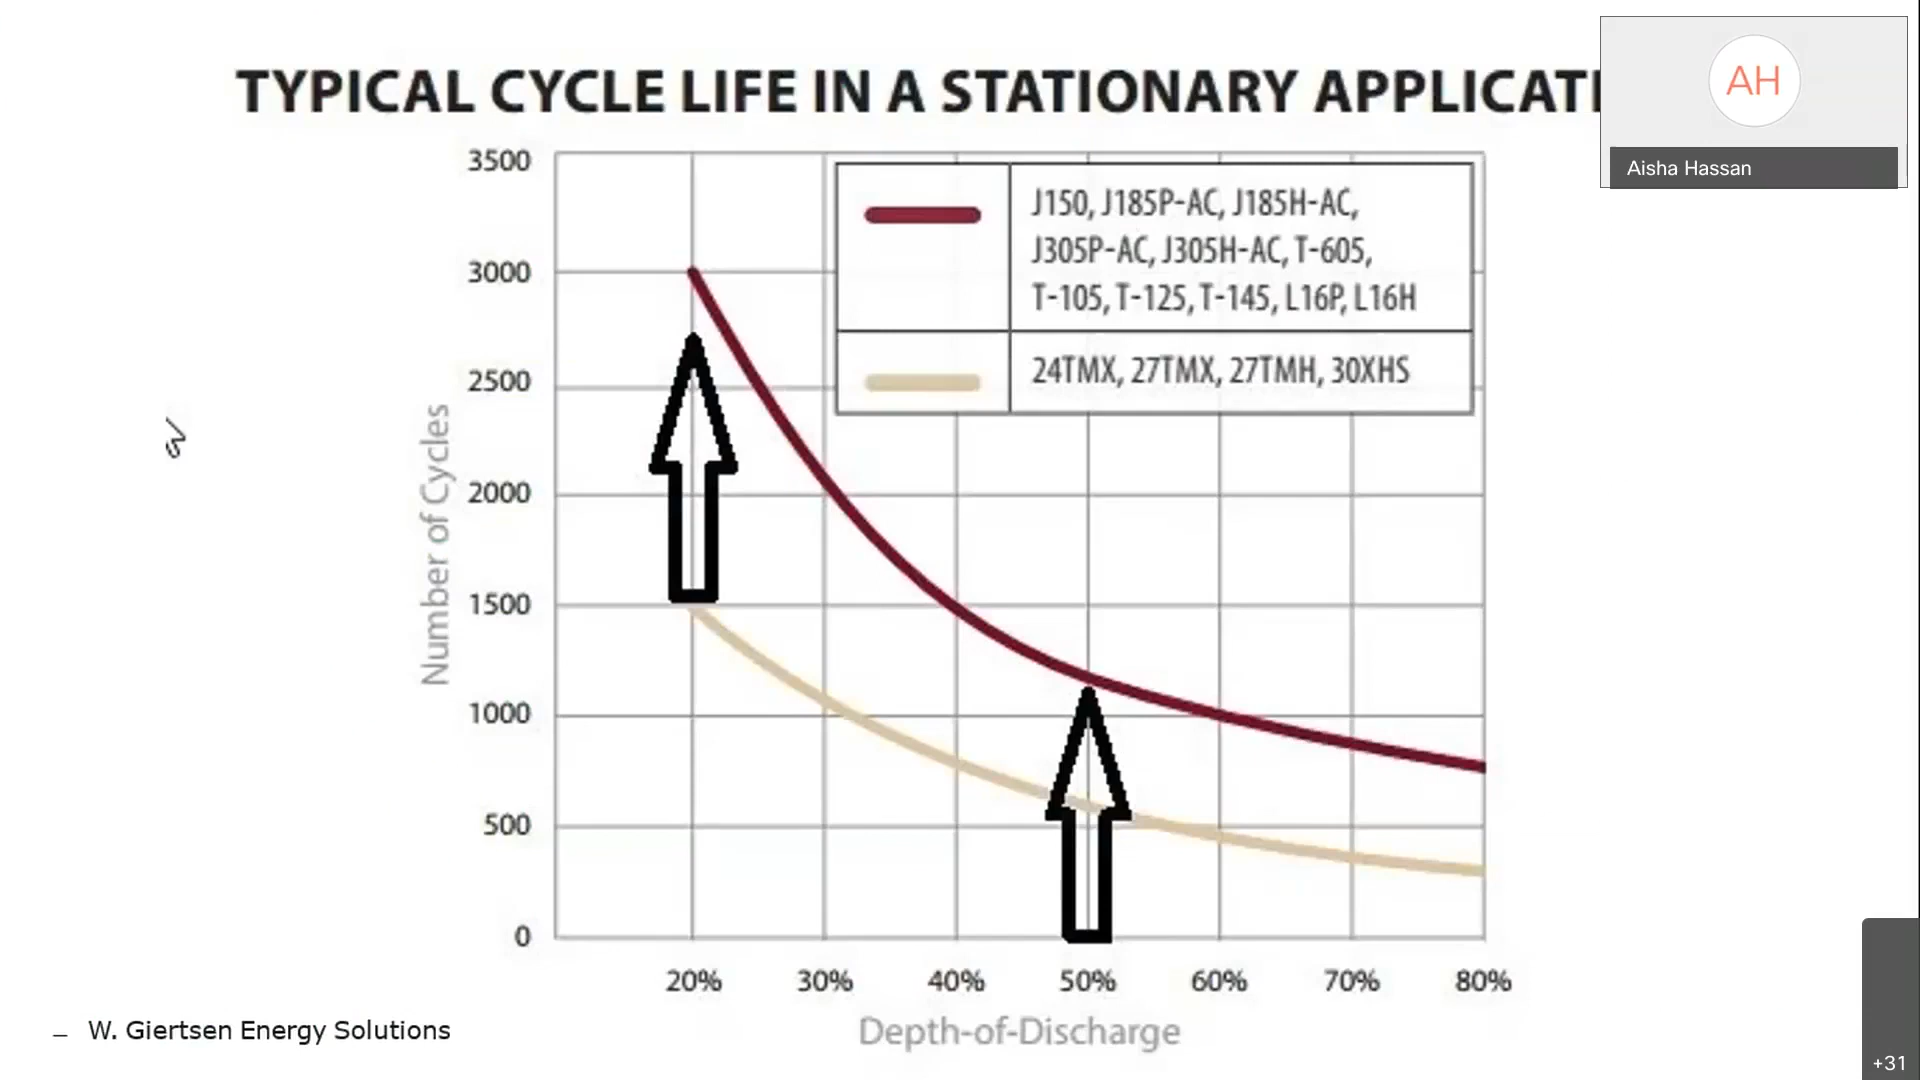 TYPICAL CYCLE LIFE IN A STATIONARY APPLICATI
AH
Aisha Hassan
3500
3000
2500
2000
1500
1000
500
0
Number of Cycles
J150, J185P-AC, J185H-AC,
J305P-AC, J305H-AC, T-605,
T-105, T-125, T-145, L16P, L16H
24TMX, 27TMX, 27TMH, 30XHS
20% 30% 40% 50% 60% 70% 80%
Depth-of-Discharge
– W. Giertsen Energy Solutions
+31